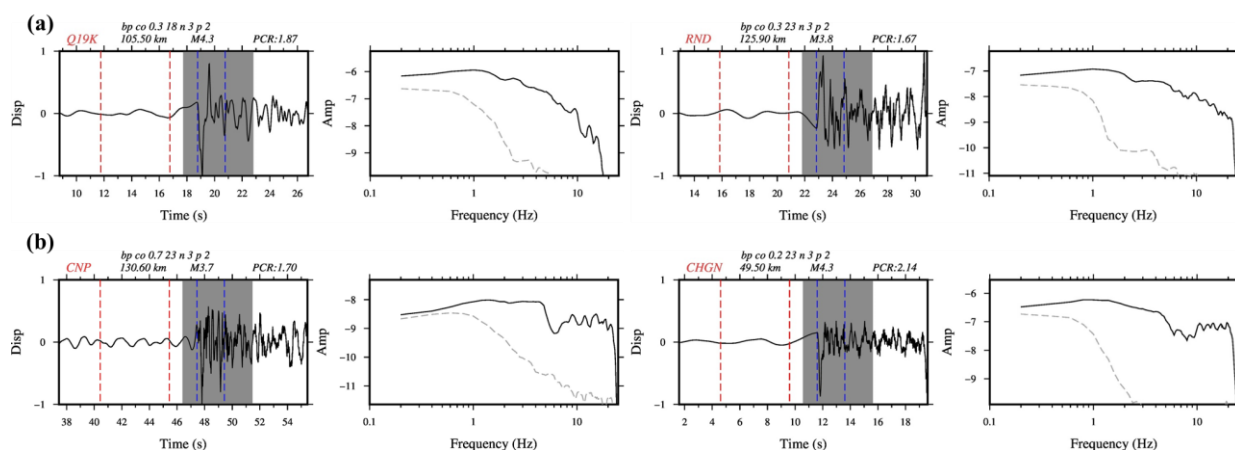 (a)
bp co 0.3 18 n 3 p 2
Q19K 105.50 km M4.3 PCR:1.87
1
0
-1
Disp
10 12 14 16 18 20 22 24 26
Time (s)
-6
-7
-8
-9
Amp
0.1 1 10
Frequency (Hz)
bp co 0.3 23 n 3 p 2
RND 125.90 km M3.8 PCR:1.67
1
0
-1
Disp
14 16 18 20 22 24 26 28 30
Time (s)
-7
-8
-9
-10
-11
Amp
0.1 1 10
Frequency (Hz)
(b)
bp co 0.7 23 n 3 p 2
CNP 130.60 km M3.7 PCR:1.70
1
0
-1
Disp
38 40 42 44 46 48 50 52 54
Time (s)
-8
-9
-10
-11
Amp
0.1 1 10
Frequency (Hz)
bp co 0.2 23 n 3 p 2
CHGN 49.50 km M4.3 PCR:2.14
1
0
-1
Disp
2 4 6 8 10 12 14 16 18
Time (s)
-6
-7
-8
-9
Amp
0.1 1 10
Frequency (Hz)